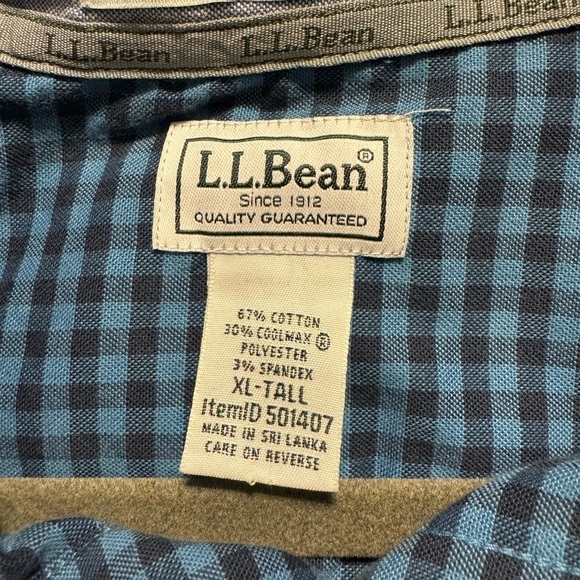 L.L.Bean L.L.Bean L.L.Bean
L.L.Bean®
Since 1912
QUALITY GUARANTEED
67% COTTON
30% COOLMAX ®
POLYESTER
3% SPANDEX
XL-TALL
ItemID 501407
MADE IN SRI LANKA
CARE ON REVERSE